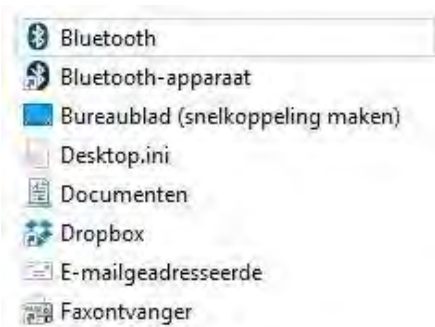 Bluetooth
Bluetooth-apparaat
Bureaublad (snelkoppeling maken)
Desktop.ini
Documenten
Dropbox
E-mailgeadresseerde
Faxontvanger